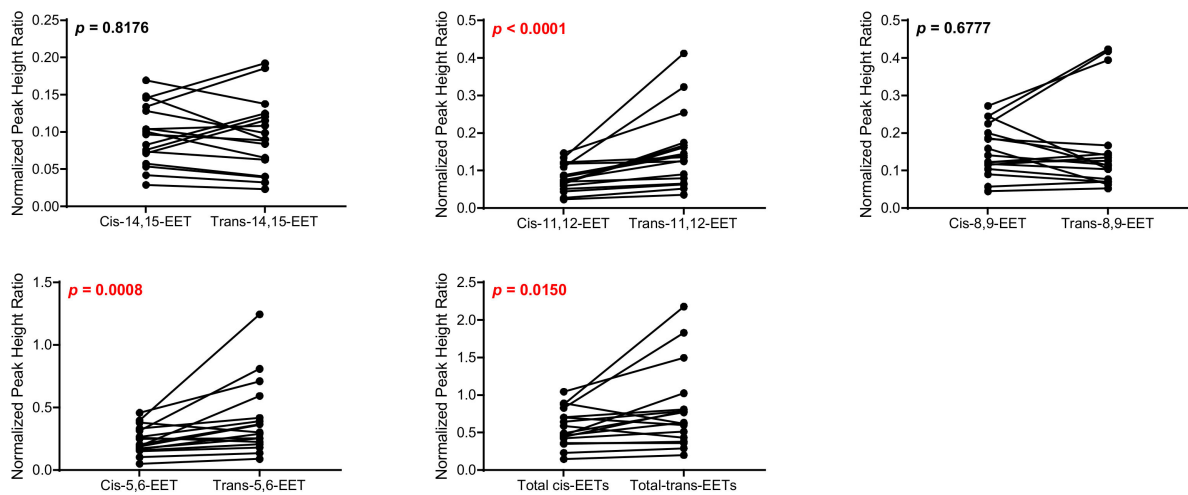 Normalized Peak Height Ratio
0.25
0.20
0.15
0.10
0.05
0.00
p = 0.8176
Cis-14,15-EET
Trans-14,15-EET
Normalized Peak Height Ratio
0.5
0.4
0.3
0.2
0.1
0.0
p < 0.0001
Cis-11,12-EET
Trans-11,12-EET
Normalized Peak Height Ratio
0.5
0.4
0.3
0.2
0.1
0.0
p = 0.6777
Cis-8,9-EET
Trans-8,9-EET
Normalized Peak Height Ratio
1.5
1.0
0.5
0.0
p = 0.0008
Cis-5,6-EET
Trans-5,6-EET
Normalized Peak Height Ratio
2.5
2.0
1.5
1.0
0.5
0.0
p = 0.0150
Total cis-EETs
Total-trans-EETs